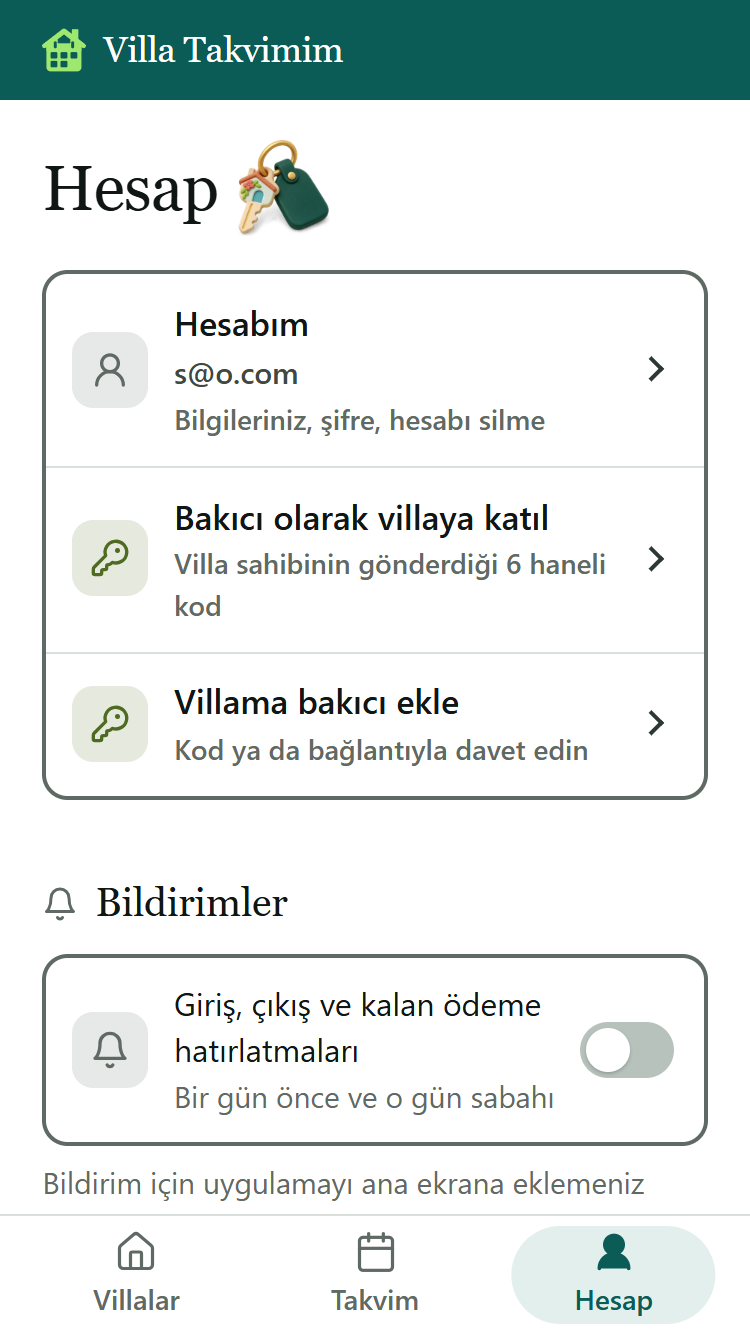 Villa Takvimim
Hesap
Hesabım
s@o.com
Bilgileriniz, şifre, hesabı silme
Bakıcı olarak villaya katıl
Villa sahibinin gönderdiği 6 haneli
kod
Villama bakıcı ekle
Kod ya da bağlantıyla davet edin
Bildirimler
Giriş, çıkış ve kalan ödeme
hatırlatmaları
Bir gün önce ve o gün sabahı
Bildirim için uygulamayı ana ekrana eklemeniz
Villalar
Takvim
Hesap